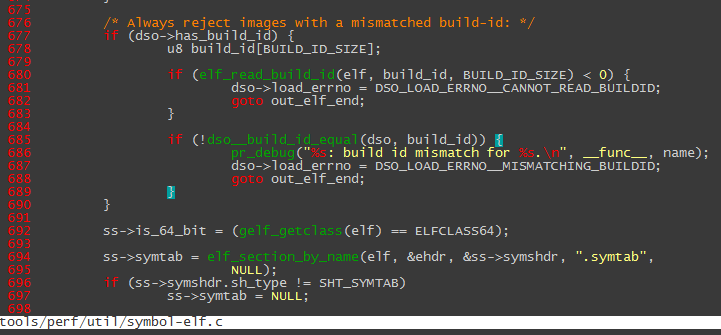 675
676 /* Always reject images with a mismatched build-id: */
677 if (dso->has_build_id) {
678 u8 build_id[BUILD_ID_SIZE];
679
680 if (elf_read_build_id(elf, build_id, BUILD_ID_SIZE) < 0) {
681 dso->load_errno = DSO_LOAD_ERRNO__CANNOT_READ_BUILDID;
682 goto out_elf_end;
683 }
684
685 if (!dso__build_id_equal(dso, build_id)) {
686 pr_debug("%s: build id mismatch for %s.\n", __func__, name);
687 dso->load_errno = DSO_LOAD_ERRNO__MISMATCHING_BUILDID;
688 goto out_elf_end;
689 }
690 }
691
692 ss->is_64_bit = (gelf_getclass(elf) == ELFCLASS64);
693
694 ss->symtab = elf_section_by_name(elf, &ehdr, &ss->symshdr, ".symtab",
695 NULL);
696 if (ss->symshdr.sh_type != SHT_SYMTAB)
697 ss->symtab = NULL;
698
tools/perf/util/symbol-elf.c